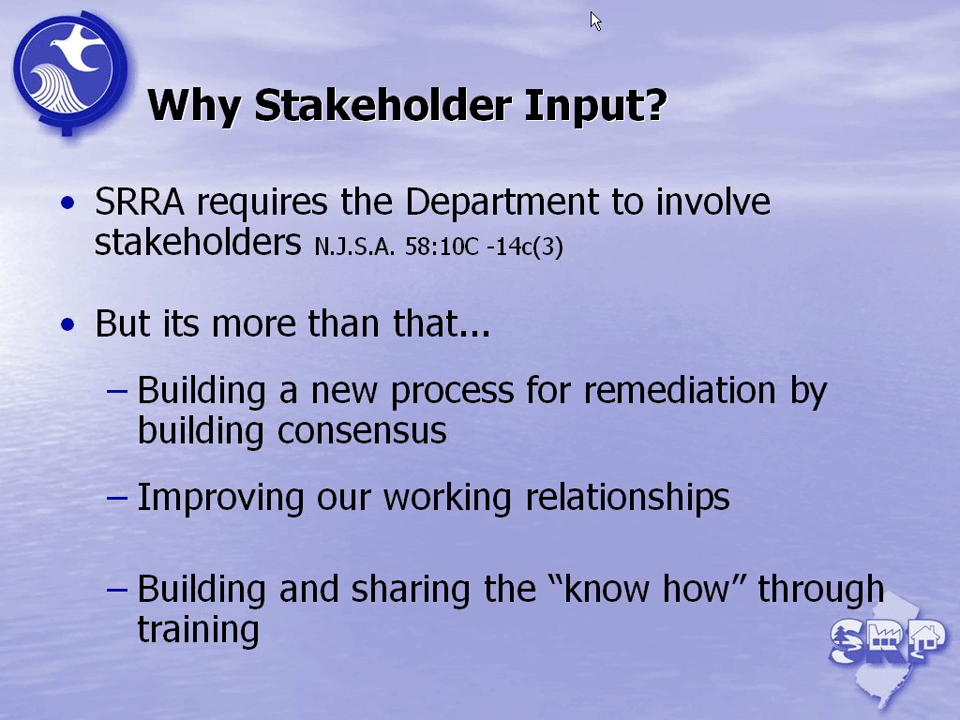 Why Stakeholder Input?
• SRRA requires the Department to involve
stakeholders N.J.S.A. 58:10C -14c(3)
• But its more than that...
– Building a new process for remediation by
building consensus
– Improving our working relationships
– Building and sharing the “know how” through
training
SRP